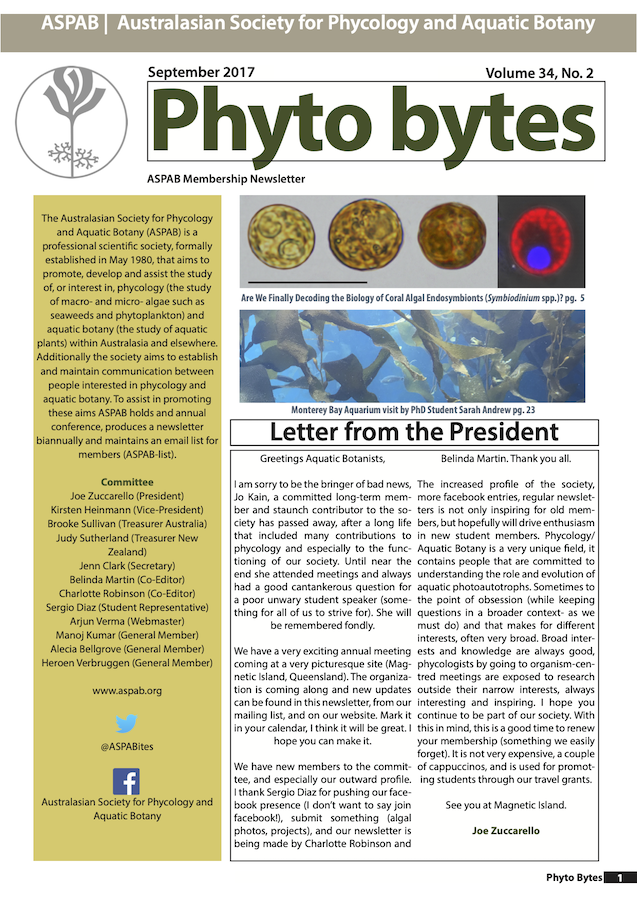 ASPAB | Australasian Society for Phycology and Aquatic Botany
September 2017
Volume 34, No. 2
Phyto bytes
ASPAB Membership Newsletter
The Australasian Society for Phycology
and Aquatic Botany (ASPAB) is a
professional scientific society, formally
established in May 1980, that aims to
promote, develop and assist the study
of, or interest in, phycology (the study
of macro- and micro- algae such as
seaweeds and phytoplankton) and
aquatic botany (the study of aquatic
plants) within Australasia and elsewhere.
Additionally the society aims to establish
and maintain communication between
people interested in phycology and
aquatic botany. To assist in promoting
these aims ASPAB holds and annual
conference, produces a newsletter
biannually and maintains an email list for
members (ASPAB-list).
Committee
Joe Zuccarello (President)
Kirsten Heimann (Vice-President)
Brooke Sullivan (Treasurer Australia)
Judy Sutherland (Treasurer New
Zealand)
Jenn Clark (Secretary)
Belinda Martin (Co-Editor)
Charlotte Robinson (Co-Editor)
Sergio Diaz (Student Representative)
Arjun Verma (Webmaster)
Manoj Kumar (General Member)
Alecia Bellgrove (General Member)
Heroen Verbruggen (General Member)
www.aspab.org
@ASPABites
Australasian Society for Phycology and
Aquatic Botany
Are We Finally Decoding the Biology of Coral Algal Endosymbionts (Symbiodinium spp.)? pg. 5
Monterey Bay Aquarium visit by PhD Student Sarah Andrew pg. 23
Letter from the President
Greetings Aquatic Botanists,
I am sorry to be the bringer of bad news,
Jo Kain, a committed long-term mem-
ber and staunch contributor to the so-
ciety has passed away, after a long life
that included many contributions to
phycology and especially to the func-
tioning of our society. Until near the
end she attended meetings and always
had a good cantankerous question for
a poor unwary student speaker (some-
thing for all of us to strive for). She will
be remembered fondly.
We have a very exciting annual meeting
coming at a very picturesque site (Mag-
netic Island, Queensland). The organiza-
tion is coming along and new updates
can be found in this newsletter, from our
mailing list, and on our website. Mark it
in your calendar, I think it will be great. I
hope you can make it.
We have new members to the commit-
tee, and especially our outward profile.
I thank Sergio Diaz for pushing our face-
book presence (I don't want to say join
facebook!), submit something (algal
photos, projects), and our newsletter is
being made by Charlotte Robinson and
Belinda Martin. Thank you all.
The increased profile of the society,
more facebook entries, regular newslet-
ters is not only inspiring for old mem-
bers, but hopefully will drive enthusiasm
in new student members. Phycology/
Aquatic Botany is a very unique field, it
contains people that are committed to
understanding the role and evolution of
aquatic photoautotrophs. Sometimes to
the point of obsession (while keeping
questions in a broader context- as we
must do) and that makes for different
interests, often very broad. Broad inter-
ests and knowledge are always good,
phycologists by going to organism-cen-
tred meetings are exposed to research
outside their narrow interests, always
interesting and inspiring. I hope you
continue to be part of our society. With
this in mind, this is a good time to renew
your membership (something we easily
forget). It is not very expensive, a couple
of cappuccinos, and is used for promot-
ing students through our travel grants.
See you at Magnetic Island.
Joe Zuccarello
Phyto Bytes 1